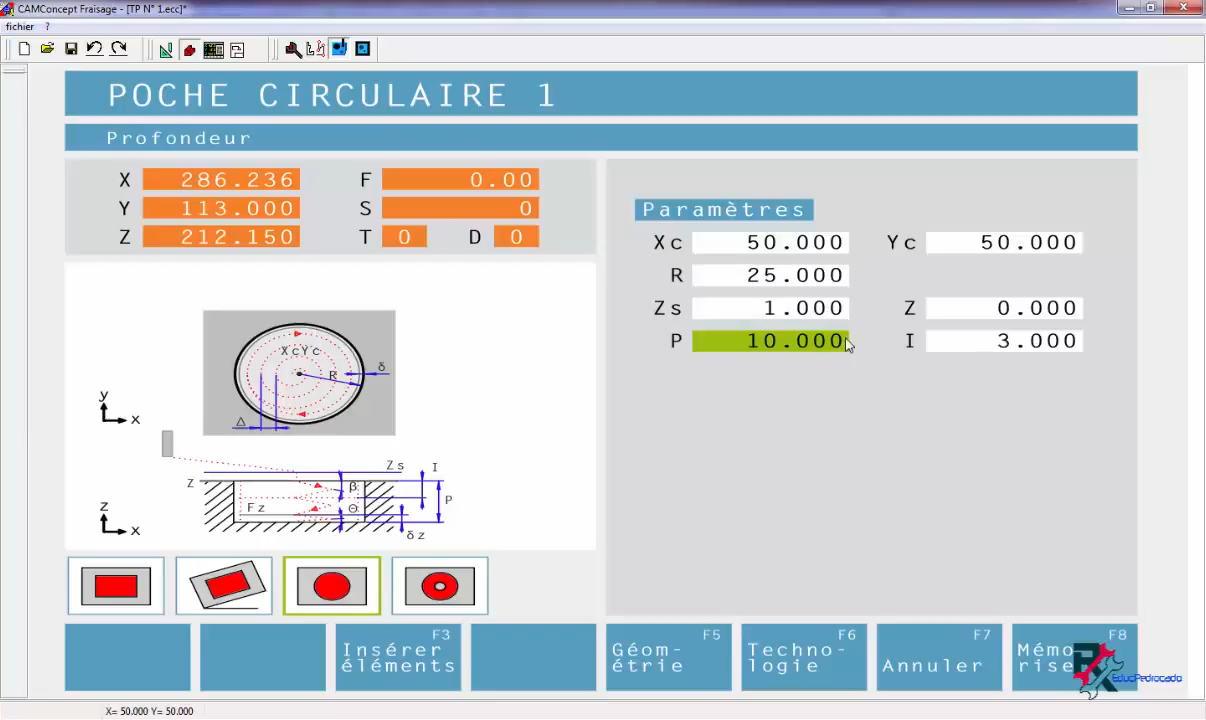 CAMConcept Fraisage - [TP N° 1.ecc]*
fichier ?
POCHE CIRCULAIRE 1
Profondeur
X 286.236 F 0.00
Y 113.000 S 0
Z 212.150 T 0 D 0
Paramètres
Xc 50.000 Yc 50.000
R 25.000
Zs 1.000 Z 0.000
P 10.000 I 3.000
Xc Yc
R
δ
y
x
Δ
Zs
I
Z
β
P
z
Fz
Θ
x
δz
F3
Insérer
éléments
F5
Géom-
étrie
F6
Techno-
logie
F7
Annuler
F8
Mémo
rise
EducPedrocado
X= 50.000 Y= 50.000